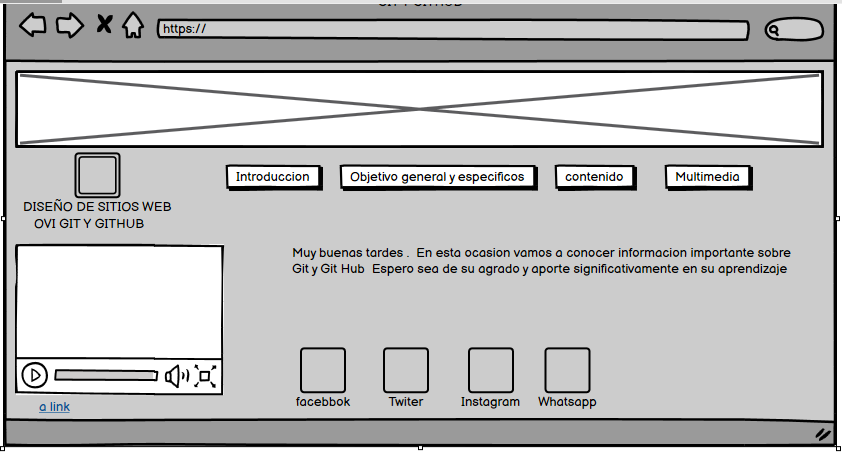 GIT Y GITHUB
https://
Introduccion
Objetivo general y especificos
contenido
Multimedia
DISEÑO DE SITIOS WEB
OVI GIT Y GITHUB
Muy buenas tardes . En esta ocasion vamos a conocer informacion importante sobre
Git y Git Hub Espero sea de su agrado y aporte significativamente en su aprendizaje
facebbok
Twiter
Instagram
Whatsapp
a link